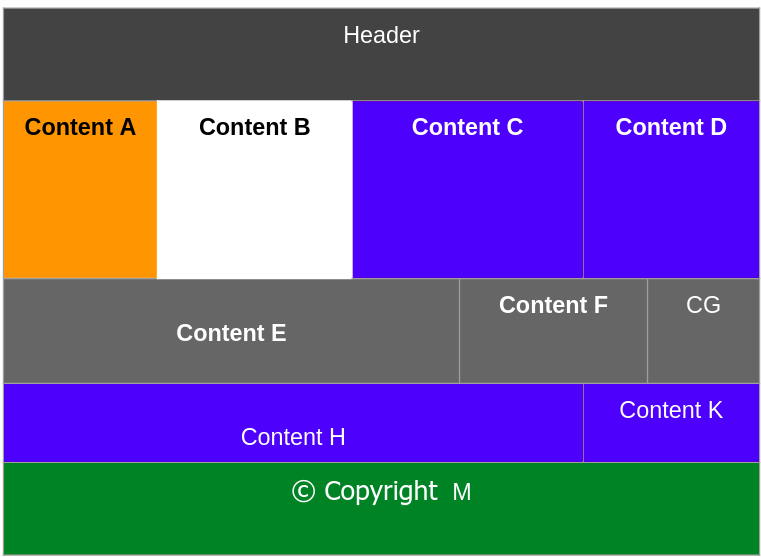 Header
Content A
Content B
Content C
Content D
Content E
Content F
CG
Content H
Content K
© Copyright M